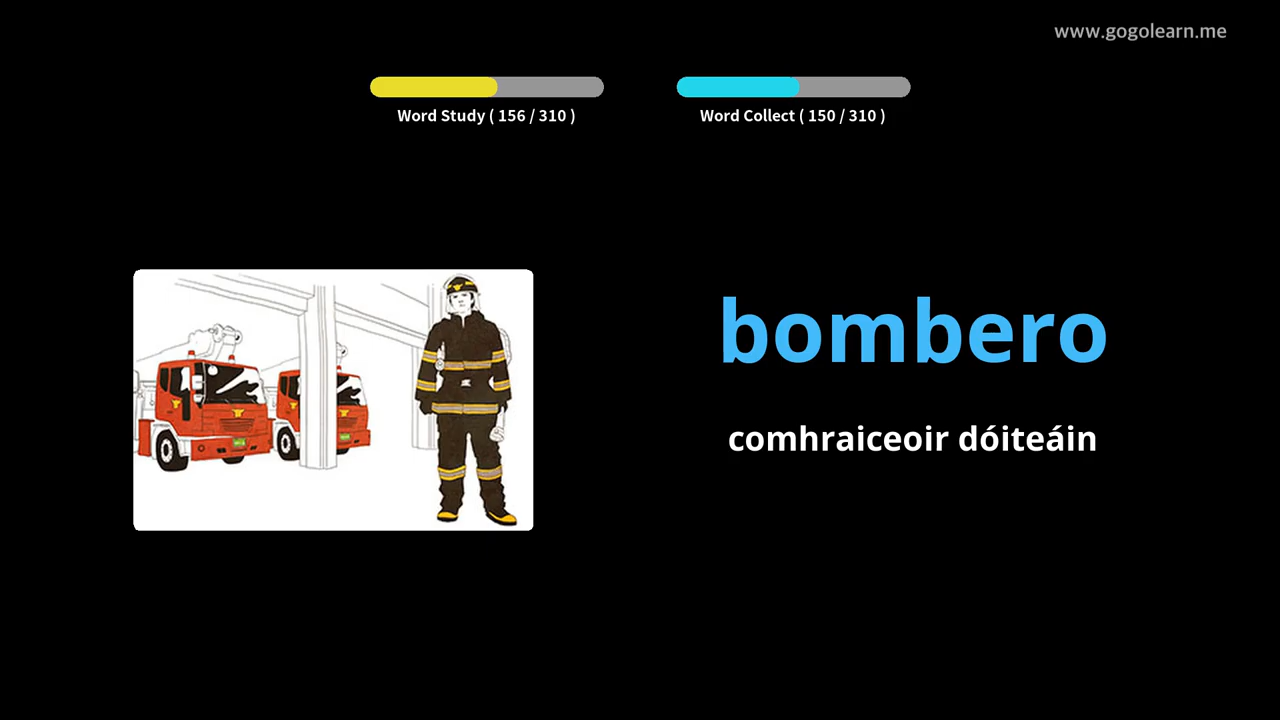 www.gogolearn.me
Word Study ( 156 / 310 )
Word Collect ( 150 / 310 )
bombero
comhraiceoir dóiteáin